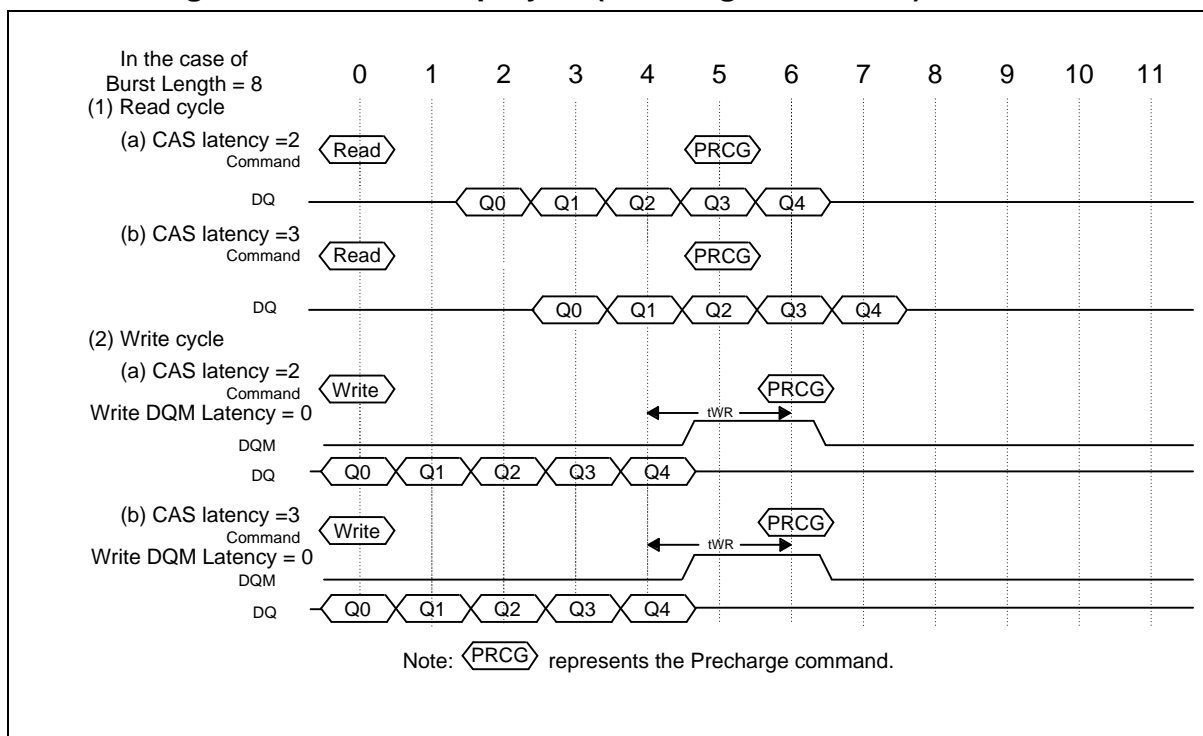 In the case of
Burst Length = 8
0 1 2 3 4 5 6 7 8 9 10 11
(1) Read cycle
(a) CAS latency =2
Command Read PRCG
DQ Q0 Q1 Q2 Q3 Q4
(b) CAS latency =3
Command Read PRCG
DQ Q0 Q1 Q2 Q3 Q4
(2) Write cycle
(a) CAS latency =2
Command Write PRCG
Write DQM Latency = 0 tWR
DQM
DQ Q0 Q1 Q2 Q3 Q4
(b) CAS latency =3
Command Write PRCG
Write DQM Latency = 0 tWR
DQM
DQ Q0 Q1 Q2 Q3 Q4
Note: PRCG represents the Precharge command.